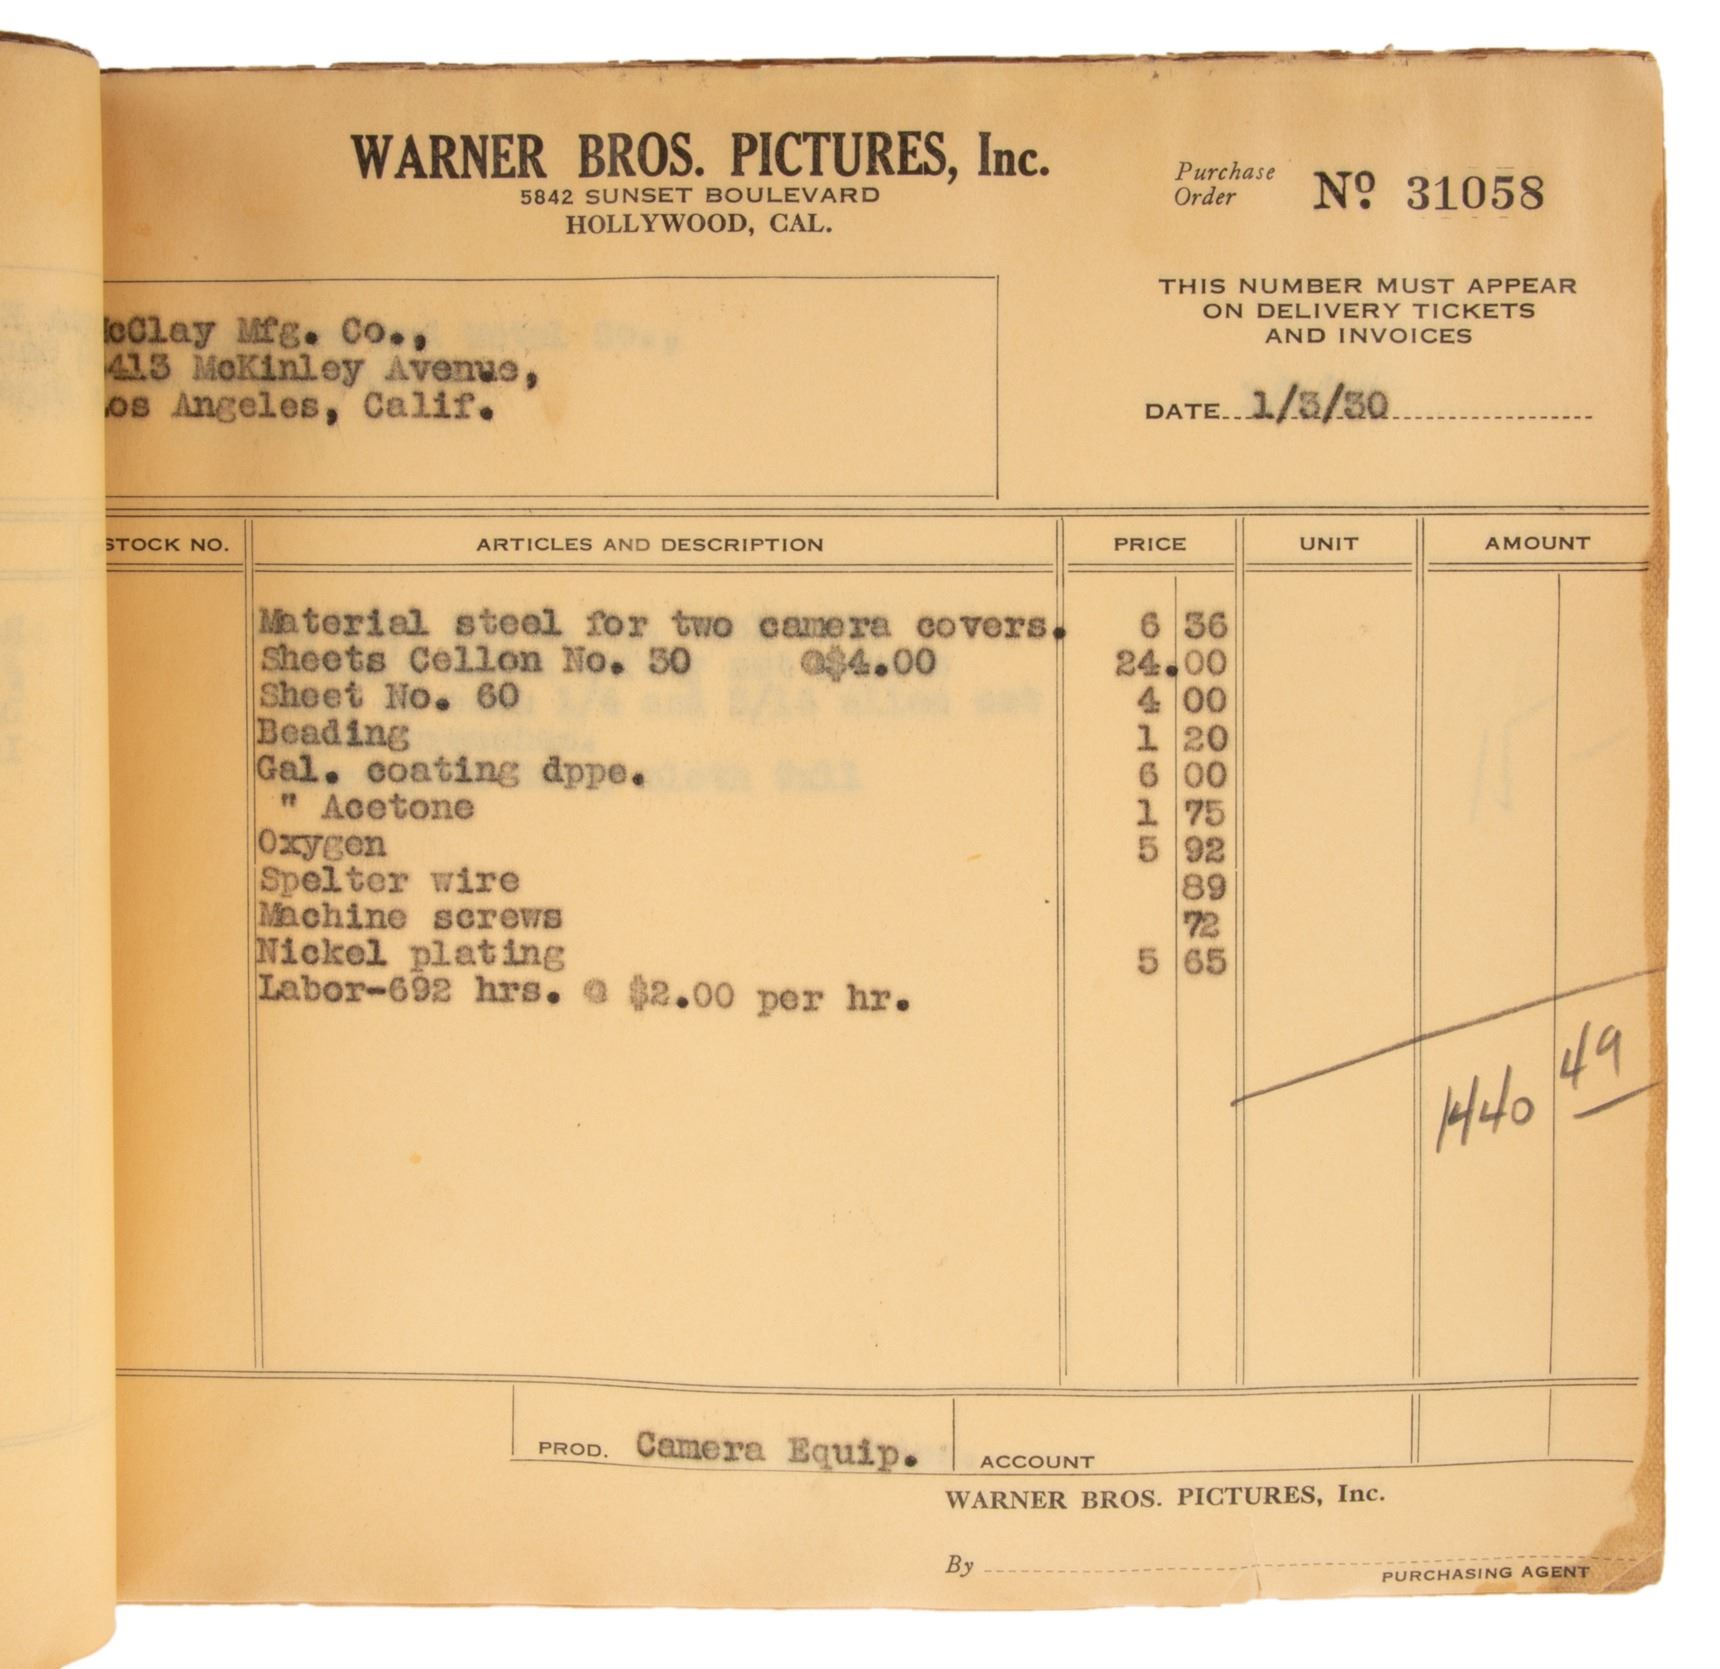 WARNER BROS. PICTURES, Inc.
5842 SUNSET BOULEVARD
HOLLYWOOD, CAL.
Purchase Order Nº 31058
THIS NUMBER MUST APPEAR
ON DELIVERY TICKETS
AND INVOICES
DATE 1/3/30
cClay Mfg. Co.,
413 McKinley Avenue,
os Angeles, Calif.
STOCK NO. ARTICLES AND DESCRIPTION PRICE UNIT AMOUNT
Material steel for two camera covers. 6 36
Sheets Cellon No. 30 @$4.00 24.00
Sheet No. 60 4 00
Beading 1 20
Gal. coating dppe. 6 00
" Acetone 1 75
Oxygen 5 92
Spelter wire 89
Machine screws 72
Nickel plating 5 65
Labor-692 hrs. @ $2.00 per hr.
1440 49
PROD. Camera Equip. ACCOUNT
WARNER BROS. PICTURES, Inc.
By
PURCHASING AGENT